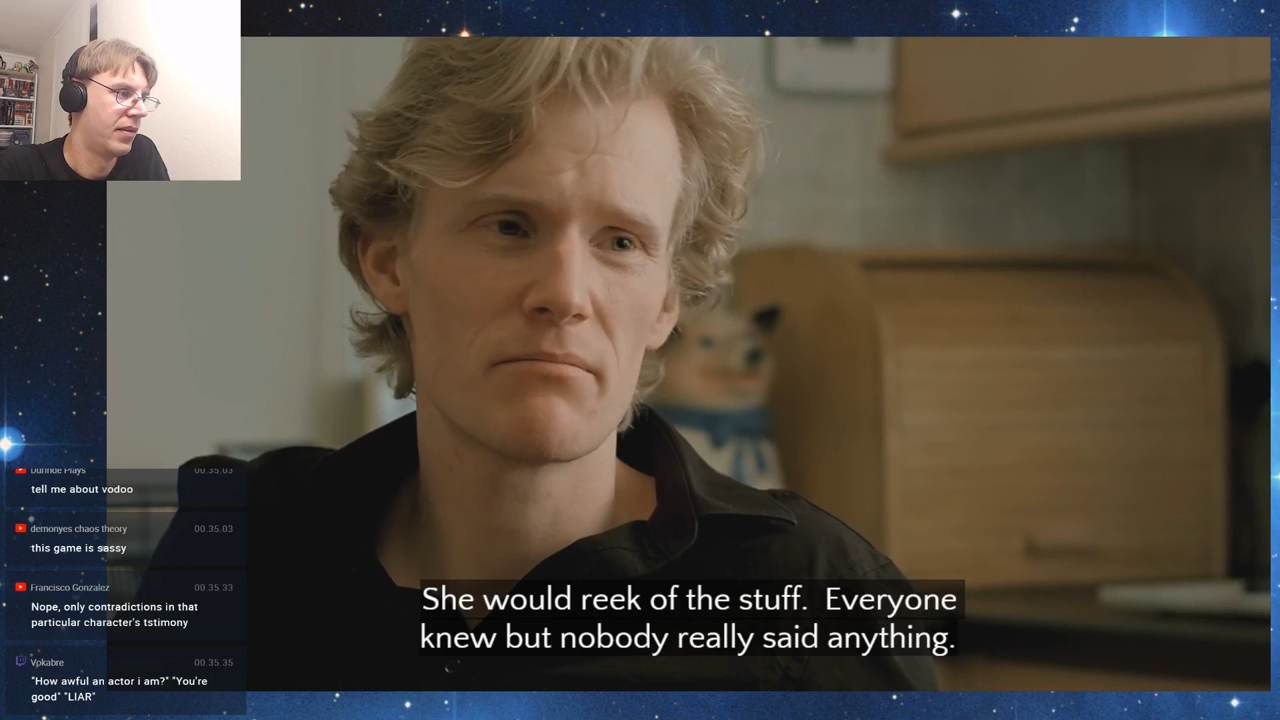 Durinde Plays 00.35.03
tell me about vodoo
demonyes chaos theory 00.35.03
this game is sassy
Francisco Gonzalez 00.35.33
Nope, only contradictions in that
particular character's tstimony
Vpkabre 00.35.35
"How awful an actor i am?" "You're
good" "LIAR"
She would reek of the stuff.  Everyone
knew but nobody really said anything.